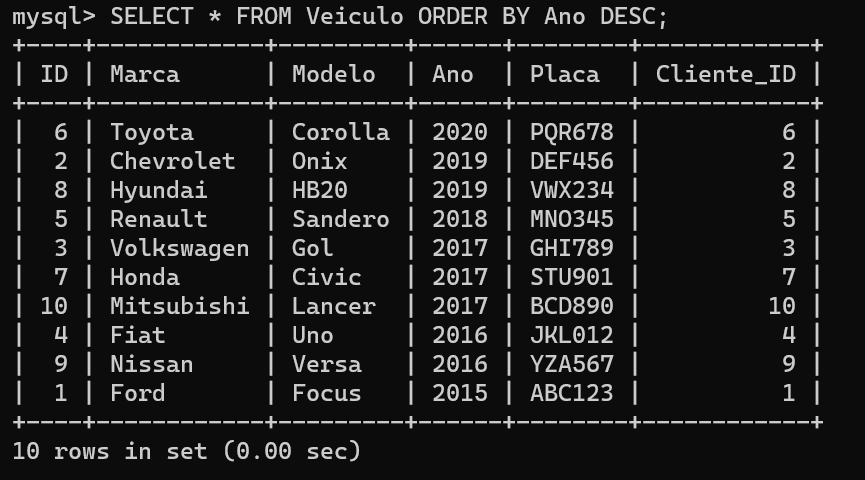 mysql> SELECT * FROM Veiculo ORDER BY Ano DESC;
+----+------------+---------+------+--------+------------+
| ID | Marca      | Modelo  | Ano  | Placa  | Cliente_ID |
+----+------------+---------+------+--------+------------+
|  6 | Toyota     | Corolla | 2020 | PQR678 |          6 |
|  2 | Chevrolet  | Onix    | 2019 | DEF456 |          2 |
|  8 | Hyundai    | HB20    | 2019 | VWX234 |          8 |
|  5 | Renault    | Sandero | 2018 | MNO345 |          5 |
|  3 | Volkswagen | Gol     | 2017 | GHI789 |          3 |
|  7 | Honda      | Civic   | 2017 | STU901 |          7 |
| 10 | Mitsubishi | Lancer  | 2017 | BCD890 |         10 |
|  4 | Fiat       | Uno     | 2016 | JKL012 |          4 |
|  9 | Nissan     | Versa   | 2016 | YZA567 |          9 |
|  1 | Ford       | Focus   | 2015 | ABC123 |          1 |
+----+------------+---------+------+--------+------------+
10 rows in set (0.00 sec)